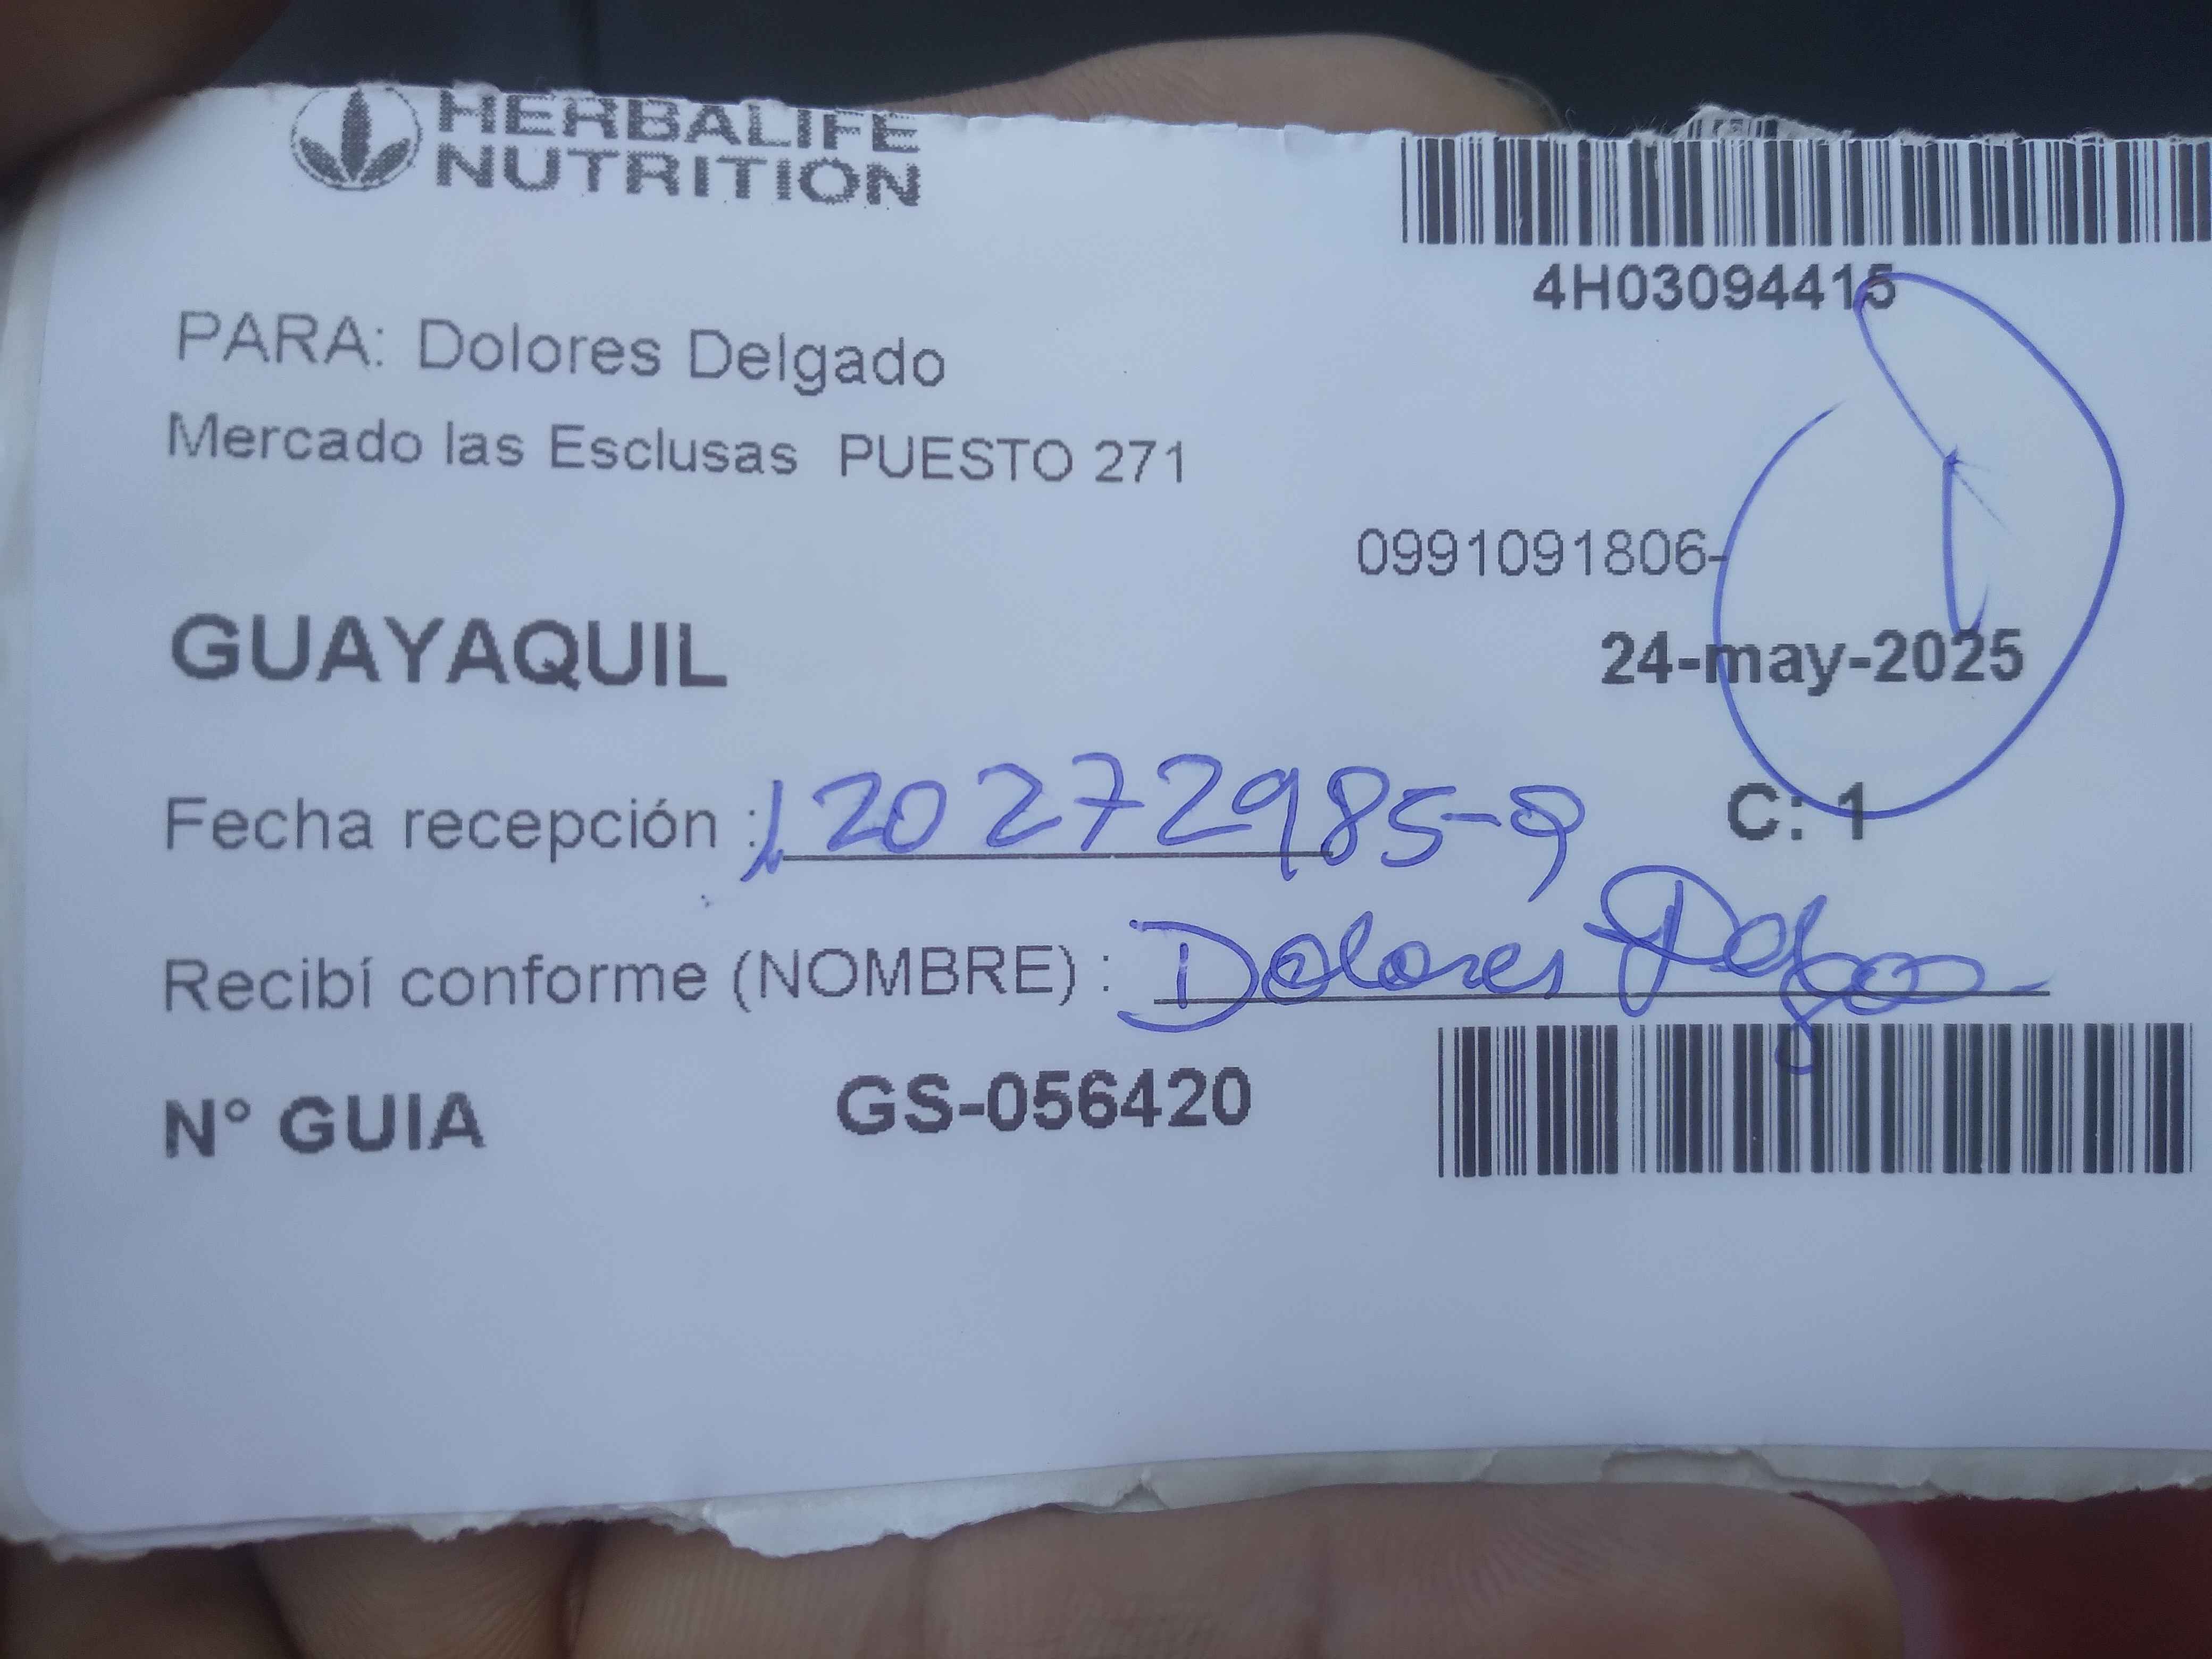 HERBALIFE
NUTRITION
4H03094415
PARA: Dolores Delgado
Mercado las Esclusas PUESTO 271
0991091806-
GUAYAQUIL
24-may-2025
Fecha recepción : 120272985-9
C: 1
Recibí conforme (NOMBRE) : Dolores Delgado
N° GUIA GS-056420